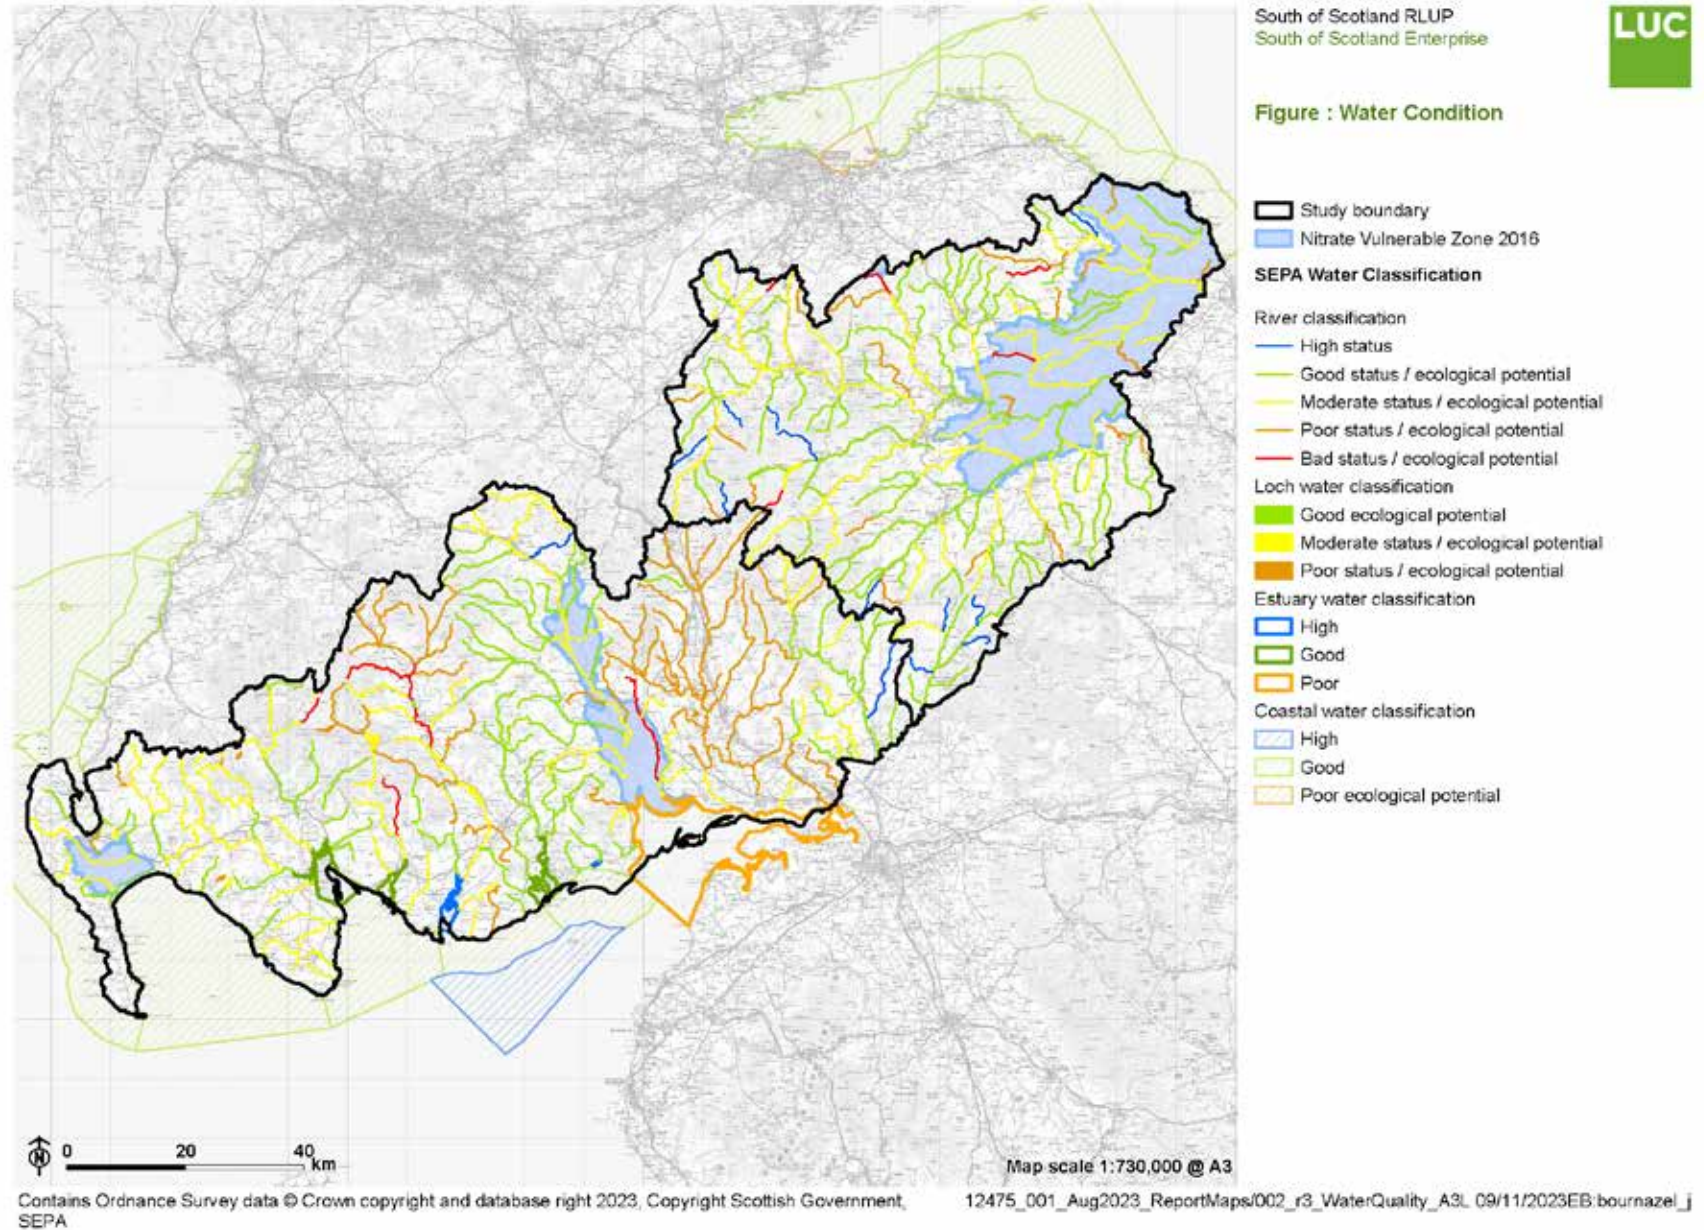 South of Scotland RLUP
South of Scotland Enterprise
LUC
Figure : Water Condition
Study boundary
Nitrate Vulnerable Zone 2016
SEPA Water Classification
River classification
High status
Good status / ecological potential
Moderate status / ecological potential
Poor status / ecological potential
Bad status / ecological potential
Loch water classification
Good ecological potential
Moderate status / ecological potential
Poor status / ecological potential
Estuary water classification
High
Good
Poor
Coastal water classification
High
Good
Poor ecological potential
N
0 20 40
km
Map scale 1:730,000 @ A3
Contains Ordnance Survey data © Crown copyright and database right 2023, Copyright Scottish Government,
SEPA
12475_001_Aug2023_ReportMaps/002_r3_WaterQuality_A3L 09/11/2023EB:bournazel_j